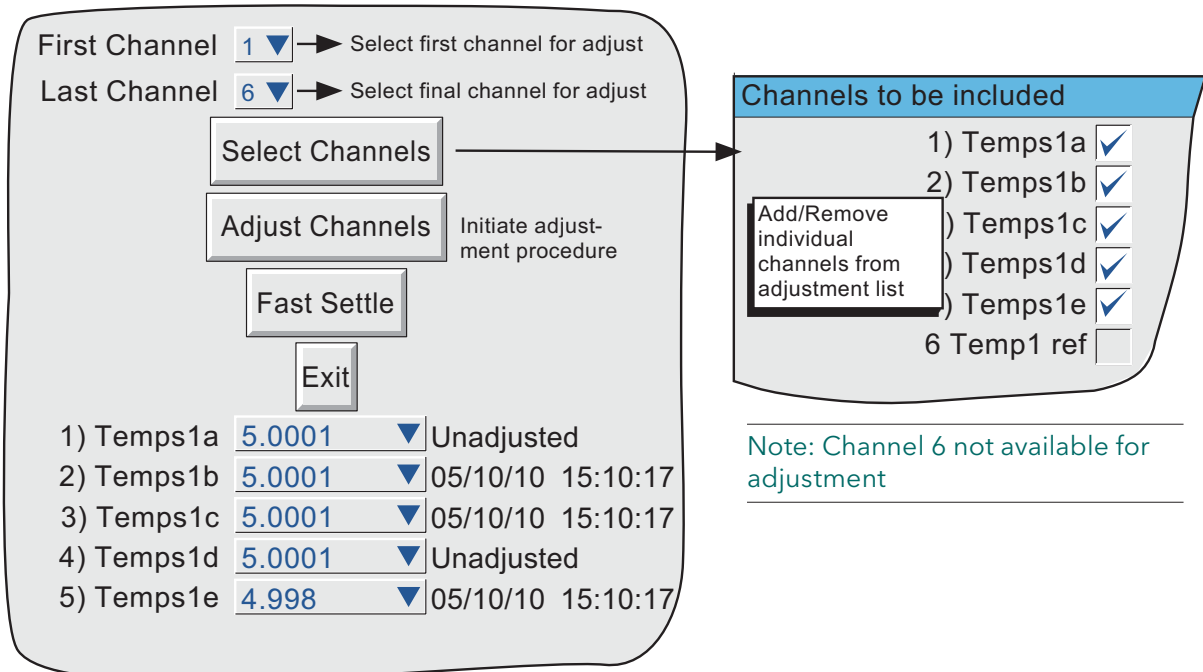 First Channel 1 Select first channel for adjust
Last Channel 6 Select final channel for adjust
Select Channels
Adjust Channels
Initiate adjust-
ment procedure
Fast Settle
Exit
1) Temps1a 5.0001 Unadjusted
2) Temps1b 5.0001 05/10/10 15:10:17
3) Temps1c 5.0001 05/10/10 15:10:17
4) Temps1d 5.0001 Unadjusted
5) Temps1e 4.998 05/10/10 15:10:17
Channels to be included
1) Temps1a
2) Temps1b
) Temps1c
) Temps1d
) Temps1e
6 Temp1 ref
Add/Remove
individual
channels from
adjustment list
Note: Channel 6 not available for
adjustment